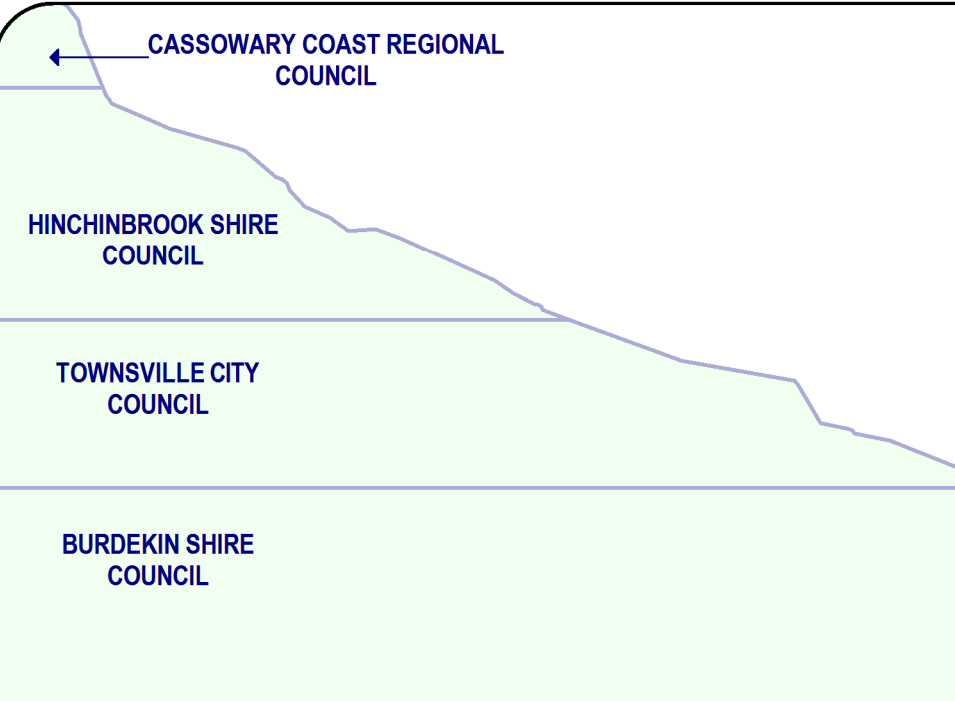 CASSOWARY COAST REGIONAL
COUNCIL
HINCHINBROOK SHIRE
COUNCIL
TOWNSVILLE CITY
COUNCIL
BURDEKIN SHIRE
COUNCIL